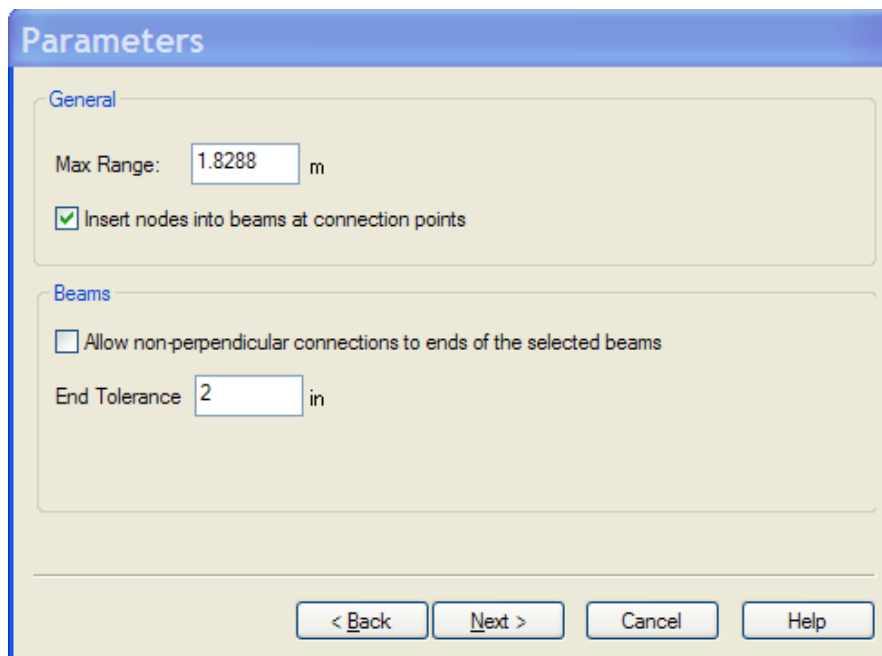 Parameters
General
Max Range: 1.8288 m
Insert nodes into beams at connection points
Beams
Allow non-perpendicular connections to ends of the selected beams
End Tolerance 2 in
< Back Next > Cancel Help